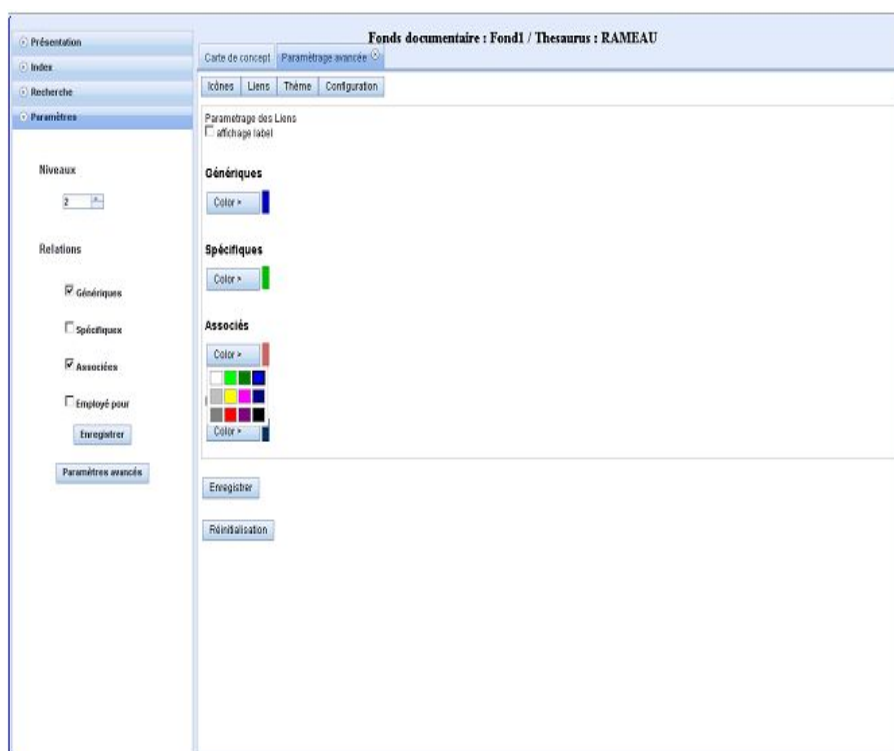 Fonds documentaire : Fond1 / Thesaurus : RAMEAU
Présentation
Index
Recherche
Paramètres
Niveaux
2
Relations
Génériques
Spécifiques
Associées
Employé pour
Enregistrer
Paramètres avancés
Carte de concept
Paramètrage avancée
Icônes
Liens
Thème
Configuration
Parametrage des Liens
affichage label
Génériques
Color >
Spécifiques
Color >
Associés
Color >
Color >
Enregistrer
Réinitialisation